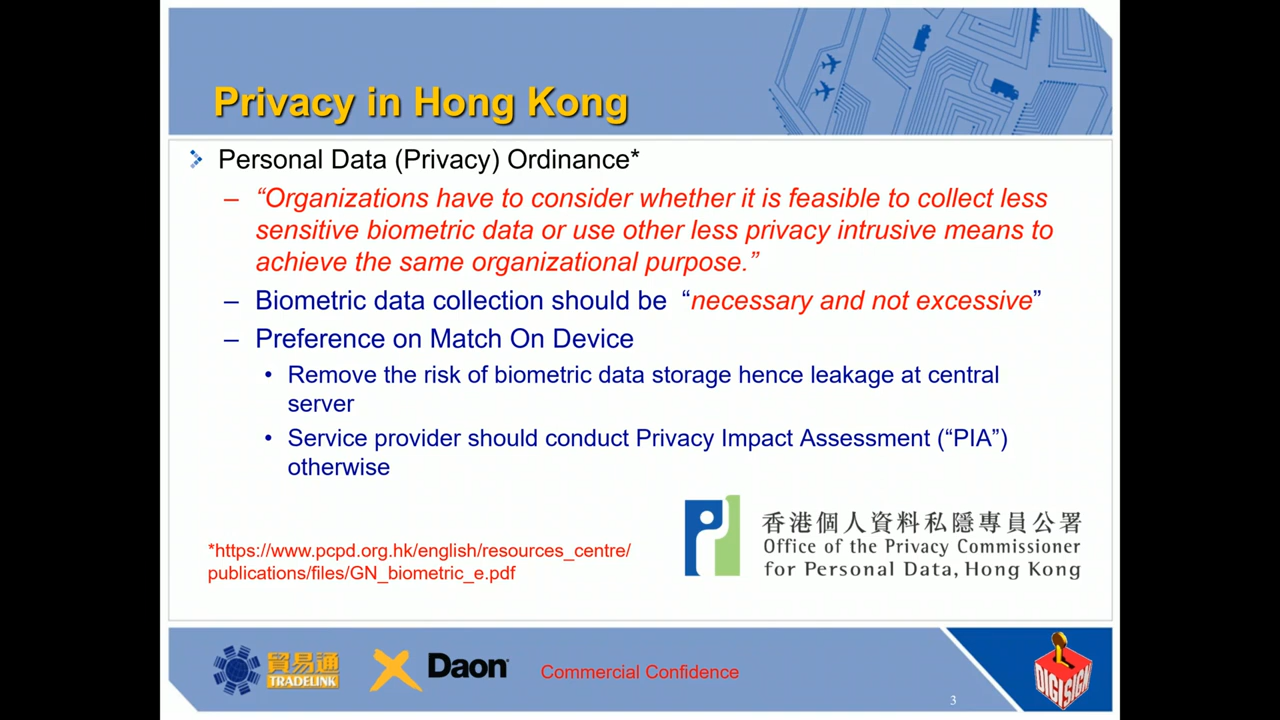 Privacy in Hong Kong
Personal Data (Privacy) Ordinance*
– “Organizations have to consider whether it is feasible to collect less
sensitive biometric data or use other less privacy intrusive means to
achieve the same organizational purpose.”
– Biometric data collection should be “necessary and not excessive”
– Preference on Match On Device
• Remove the risk of biometric data storage hence leakage at central
server
• Service provider should conduct Privacy Impact Assessment (“PIA”)
otherwise
香港個人資料私隱專員公署
Office of the Privacy Commissioner
for Personal Data, Hong Kong
*https://www.pcpd.org.hk/english/resources_centre/
publications/files/GN_biometric_e.pdf
貿易通
TRADELINK
Daon
Commercial Confidence
3
DIGISIGN